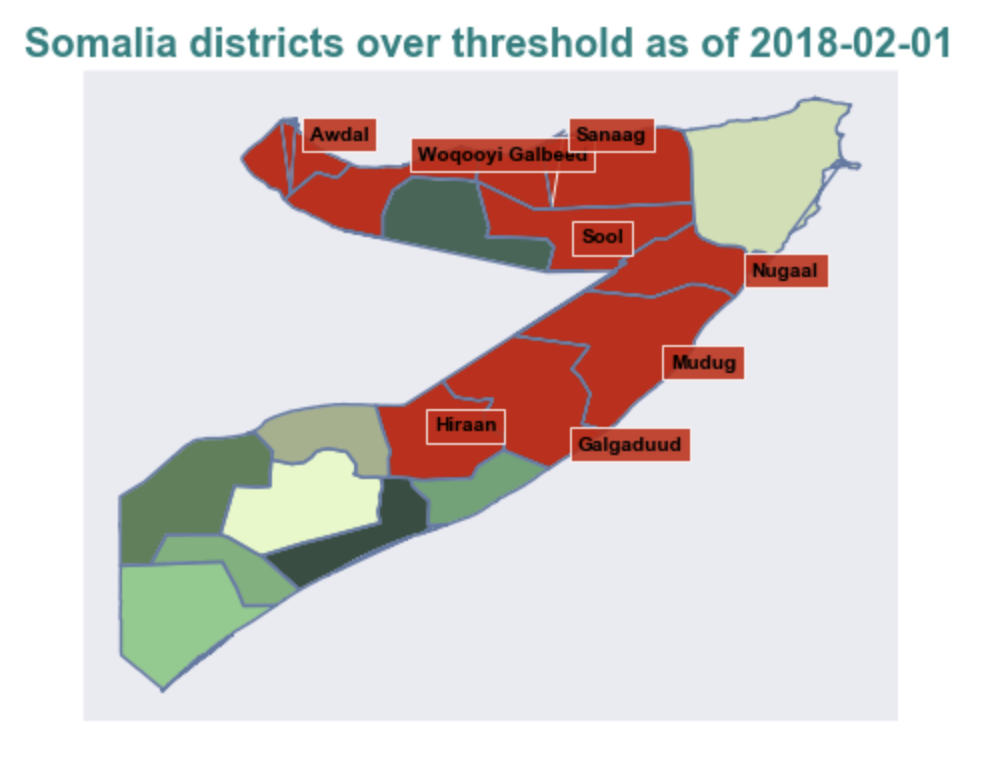 Somalia districts over threshold as of 2018-02-01
Awdal
Sanaag
Woqooyi Galbeed
Sool
Nugaal
Mudug
Hiraan
Galgaduud